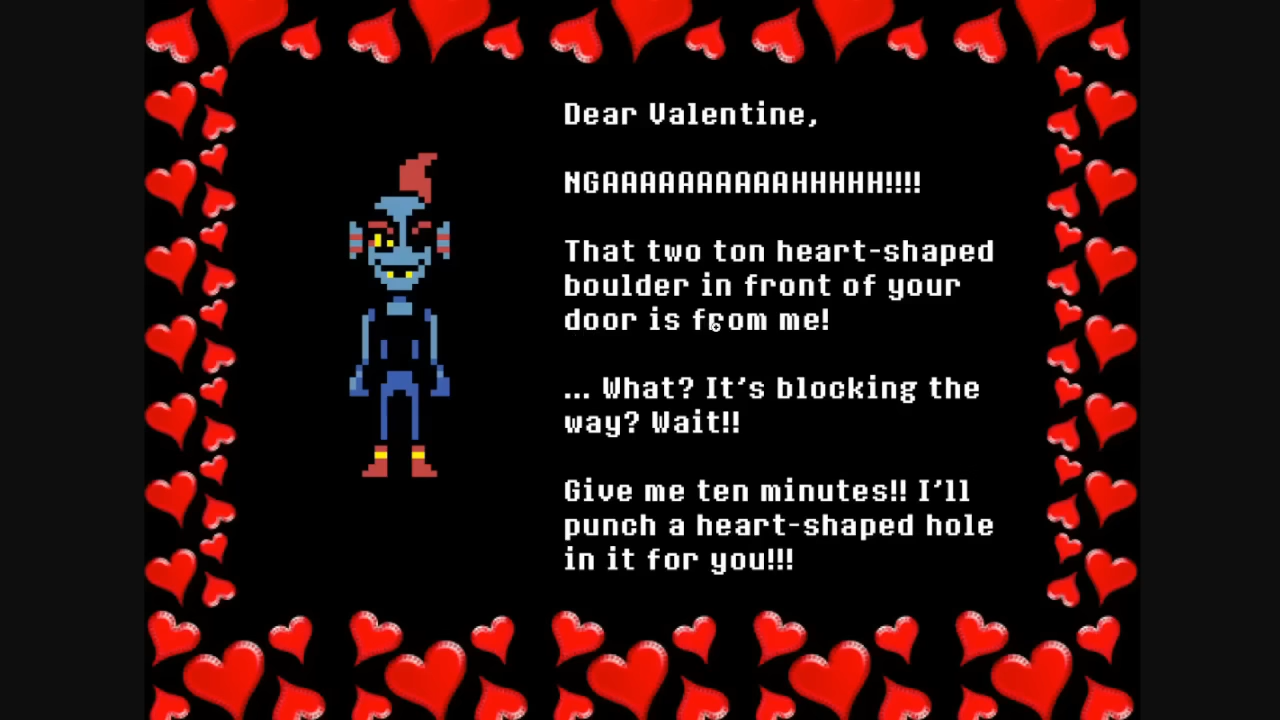 Dear Valentine,
NGAAAAAAAAAAHHHHH!!!!
That two ton heart-shaped
boulder in front of your
door is from me!
... What? It's blocking the
way? Wait!!
Give me ten minutes!! I'll
punch a heart-shaped hole
in it for you!!!